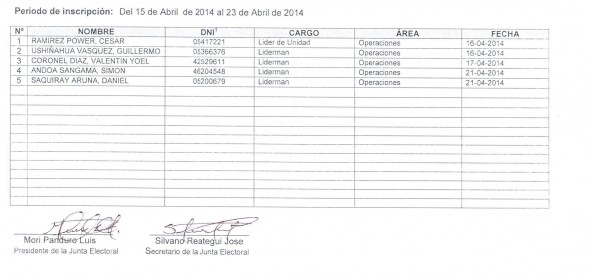 Periodo de inscripción: Del 15 de Abril de 2014 al 23 de Abril de 2014
Nº NOMBRE DNI1 CARGO ÁREA FECHA
1 RAMIREZ POWER, CESAR 05417221 Lider de Unidad Operaciones 16-04-2014
2 USHIÑAHUA VASQUEZ, GUILLERMO 05366376 Liderman Operaciones 16-04-2014
3 CORONEL DIAZ, VALENTIN YOEL 42529611 Liderman Operaciones 17-04-2014
4 ANDOA SANGAMA, SIMON 46204548 Liderman Operaciones 21-04-2014
5 SAQUIRAY ARUNA, DANIEL 05200679 Liderman Operaciones 21-04-2014
Mori Panduro Luis Silvano Reategui Jose
Presidente de la Junta Electoral Secretario de la Junta Electoral